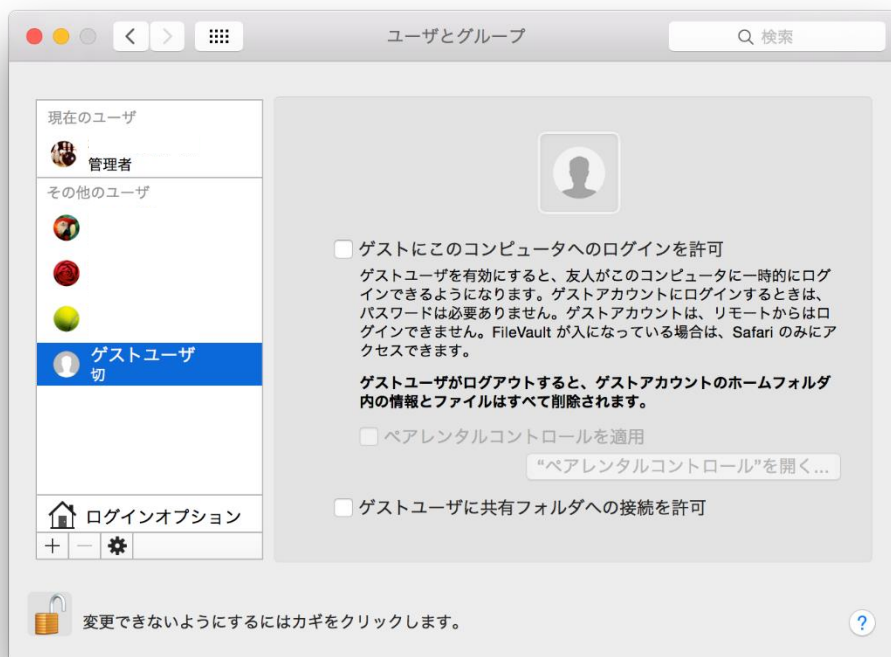 ユーザとグループ
検索
現在のユーザ
管理者
その他のユーザ
ゲストユーザ
切
ログインオプション
ゲストにこのコンピュータへのログインを許可
ゲストユーザを有効にすると、友人がこのコンピュータに一時的にログ
インできるようになります。ゲストアカウントにログインするときは、
パスワードは必要ありません。ゲストアカウントは、リモートからはロ
グインできません。FileVault が入になっている場合は、Safari のみにア
クセスできます。
ゲストユーザがログアウトすると、ゲストアカウントのホームフォルダ
内の情報とファイルはすべて削除されます。
ペアレンタルコントロールを適用
“ペアレンタルコントロール”を開く...
ゲストユーザに共有フォルダへの接続を許可
変更できないようにするにはカギをクリックします。
?